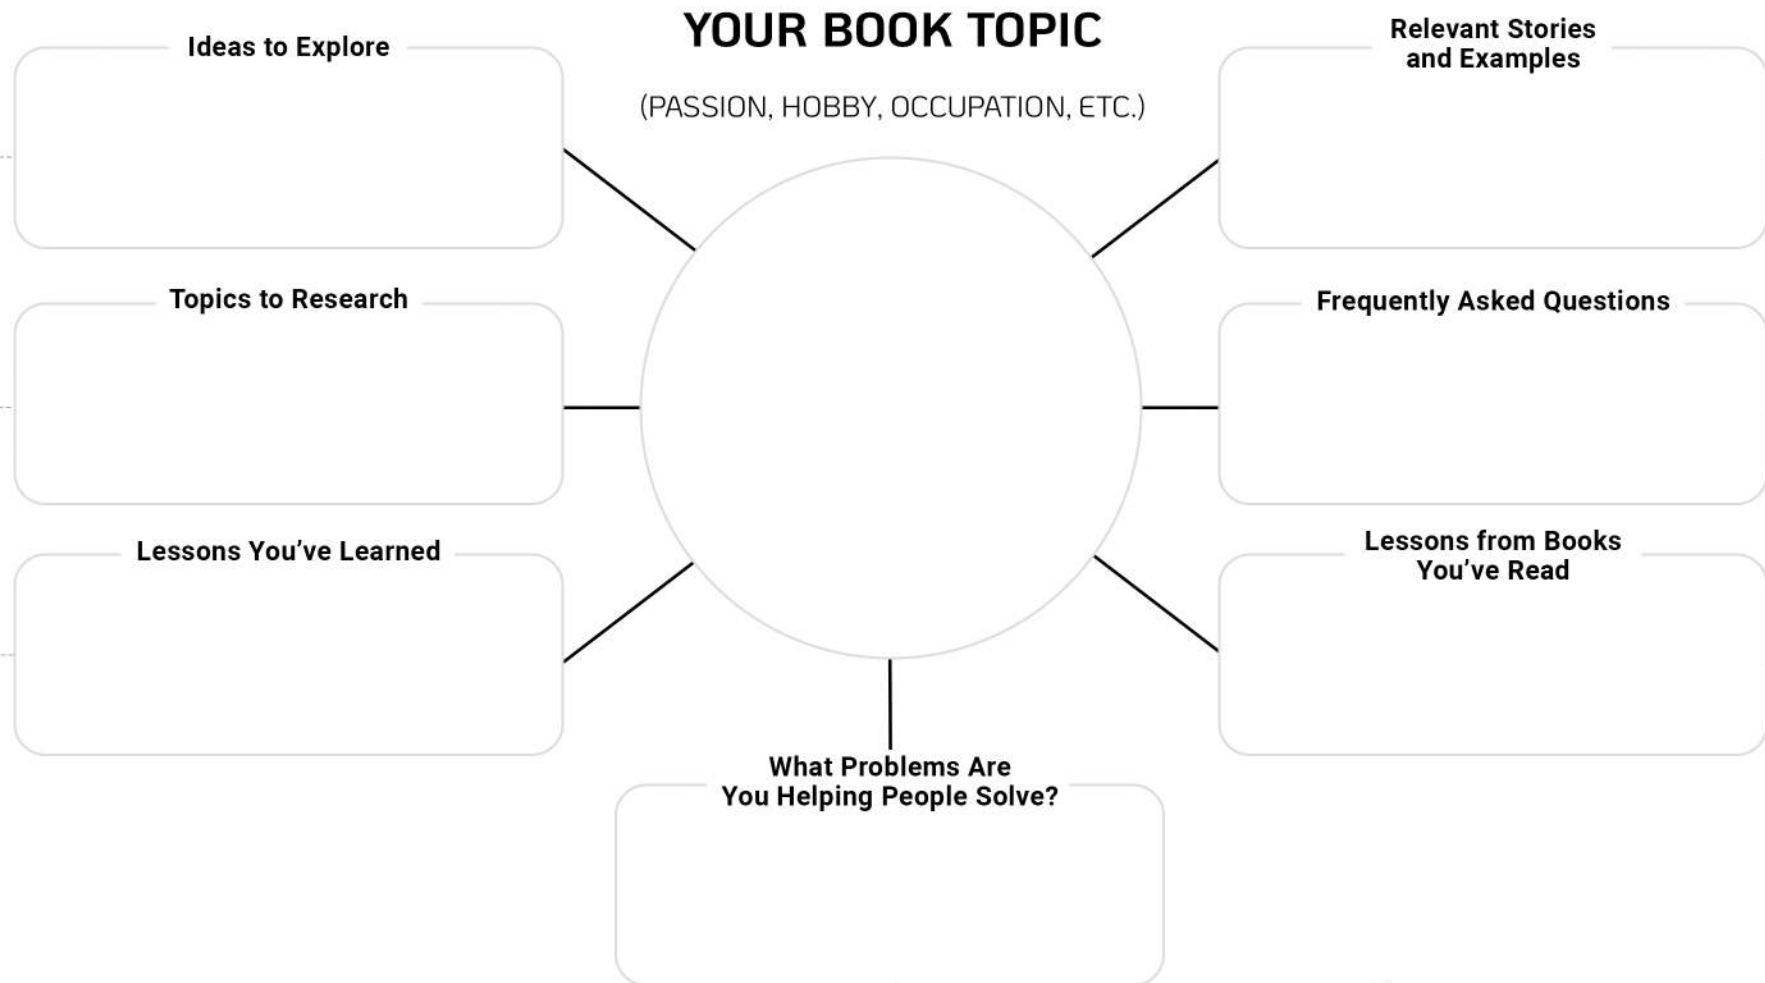 YOUR BOOK TOPIC
(PASSION, HOBBY, OCCUPATION, ETC.)
Ideas to Explore
Topics to Research
Lessons You’ve Learned
Relevant Stories
and Examples
Frequently Asked Questions
Lessons from Books
You’ve Read
What Problems Are
You Helping People Solve?